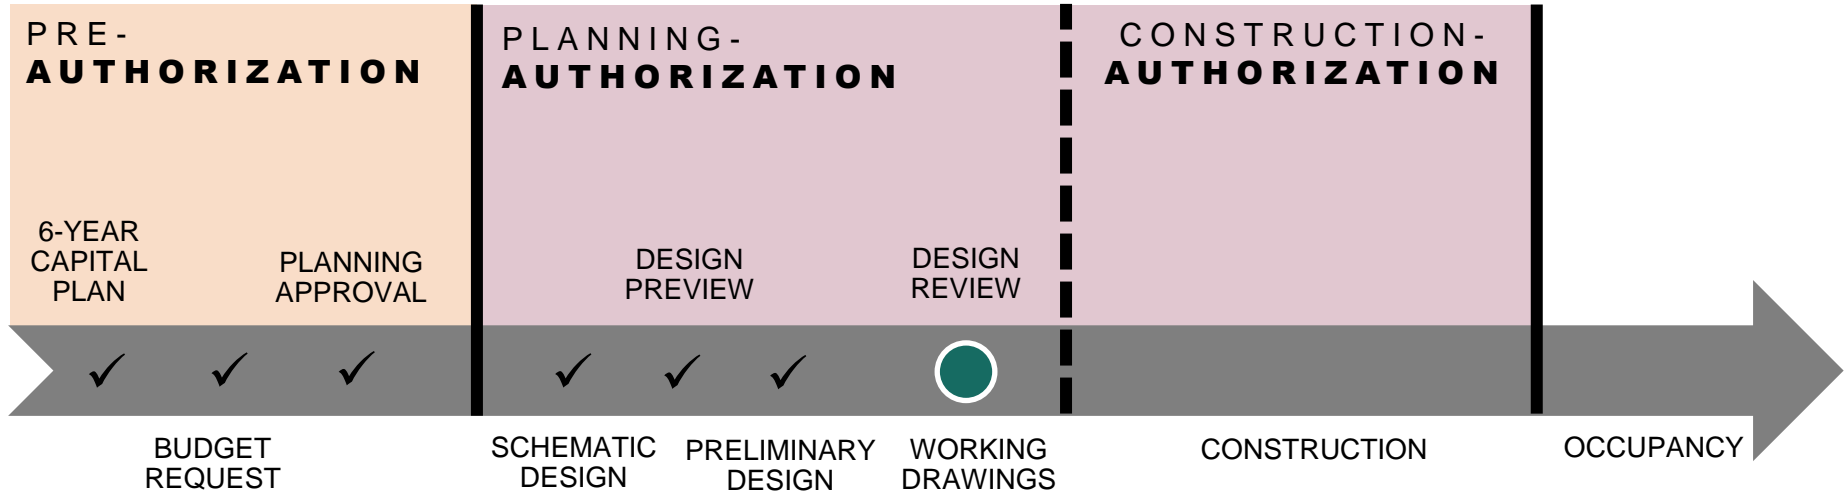 PRE-
AUTHORIZATION
PLANNING-
AUTHORIZATION
CONSTRUCTION-
AUTHORIZATION
6-YEAR
CAPITAL
PLAN
PLANNING
APPROVAL
DESIGN
PREVIEW
DESIGN
REVIEW
BUDGET
REQUEST
SCHEMATIC
DESIGN
PRELIMINARY
DESIGN
WORKING
DRAWINGS
CONSTRUCTION
OCCUPANCY